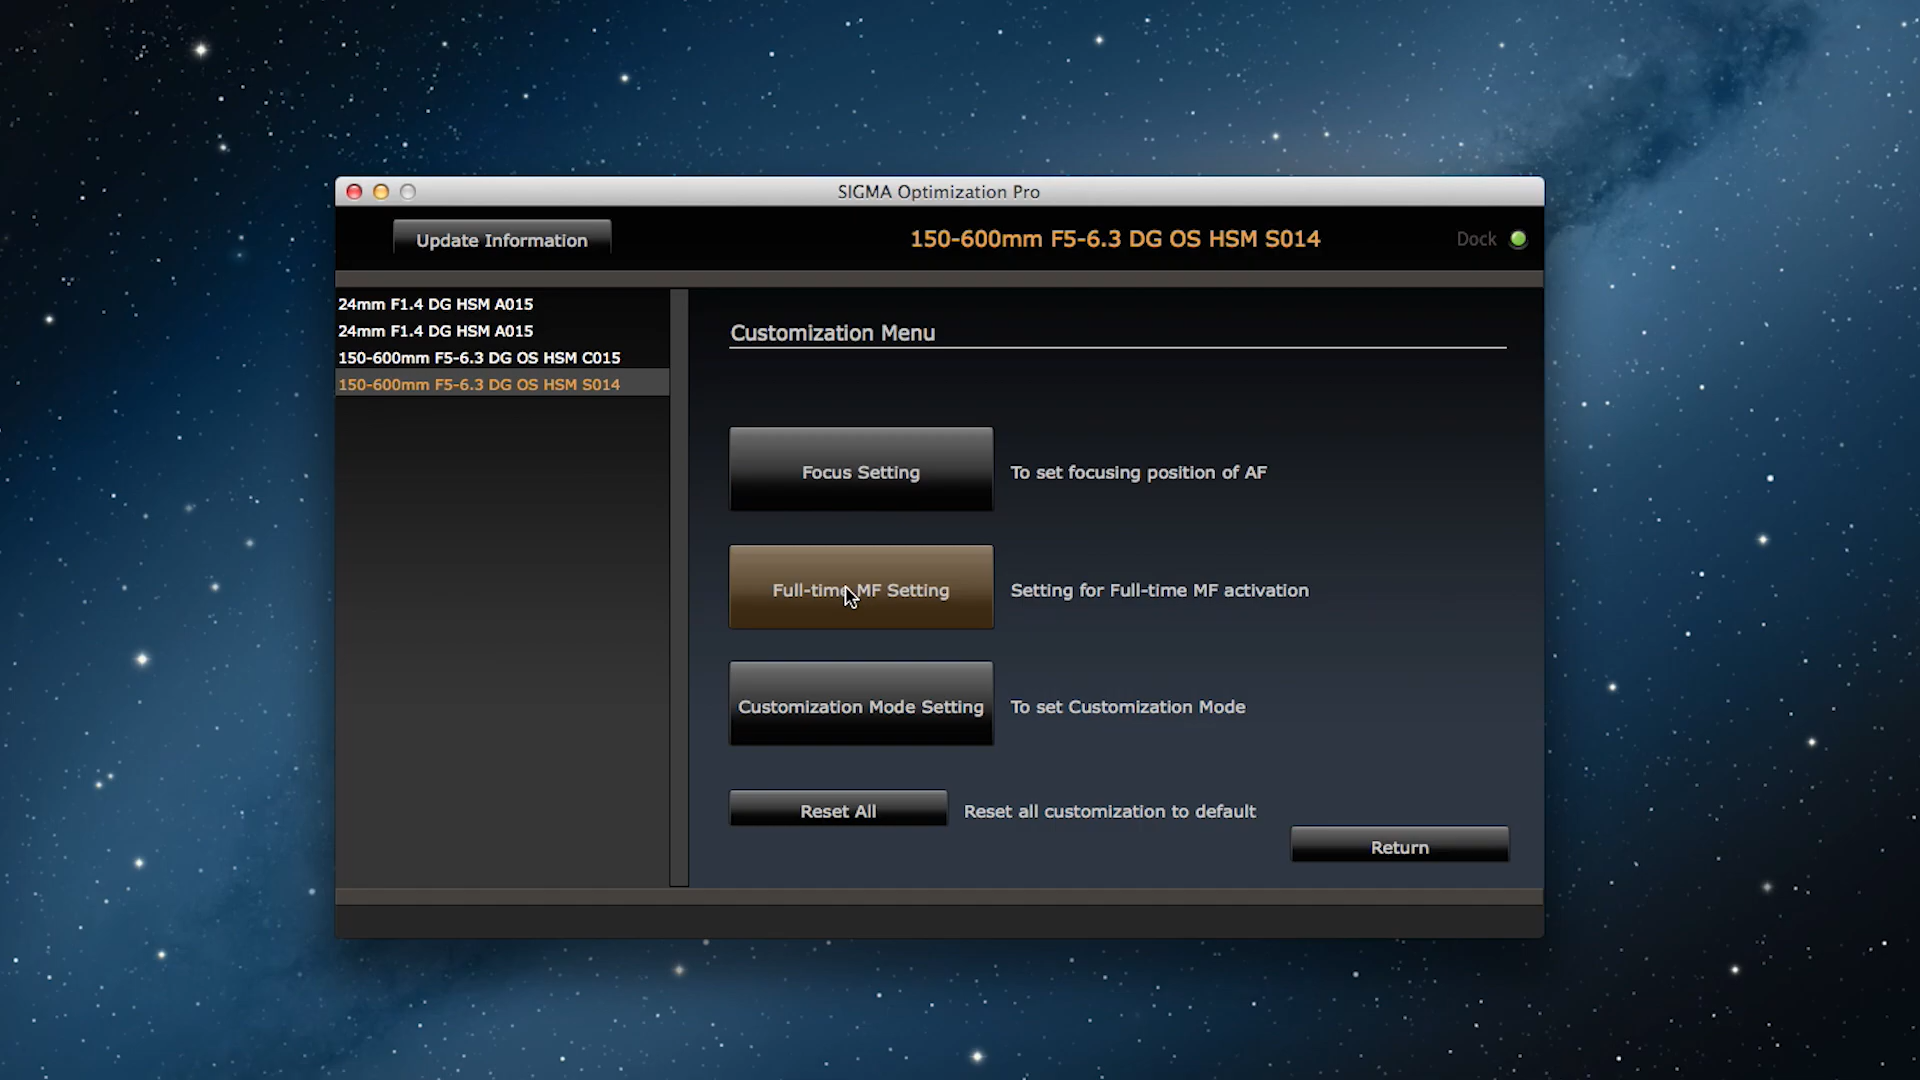 SIGMA Optimization Pro
Update Information
150-600mm F5-6.3 DG OS HSM S014
Dock
24mm F1.4 DG HSM A015
24mm F1.4 DG HSM A015
150-600mm F5-6.3 DG OS HSM C015
150-600mm F5-6.3 DG OS HSM S014
Customization Menu
Focus Setting
To set focusing position of AF
Full-time MF Setting
Setting for Full-time MF activation
Customization Mode Setting
To set Customization Mode
Reset All
Reset all customization to default
Return